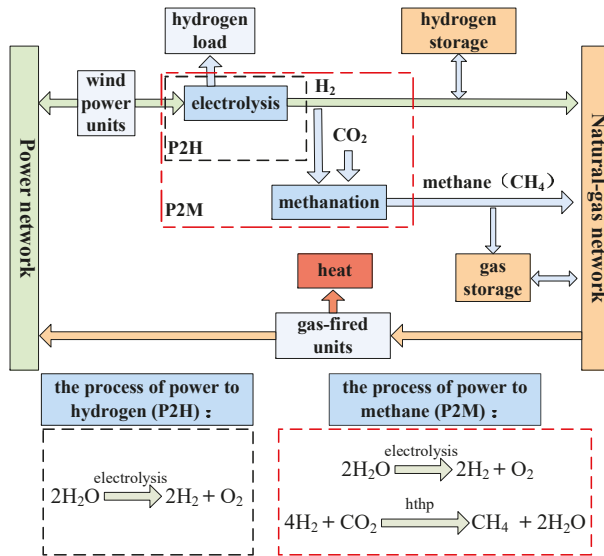 hydrogen
load
hydrogen
storage
wind
power
units
electrolysis
H₂
P2H
CO₂
methanation
P2M
methane（CH₄）
Power network
Natural-gas network
heat
gas
storage
gas-fired
units
the process of power to
hydrogen (P2H) ：
the process of power to
methane (P2M) ：
electrolysis
2H₂O 2H₂ + O₂
electrolysis
2H₂O 2H₂ + O₂
hthp
4H₂ + CO₂ CH₄ + 2H₂O